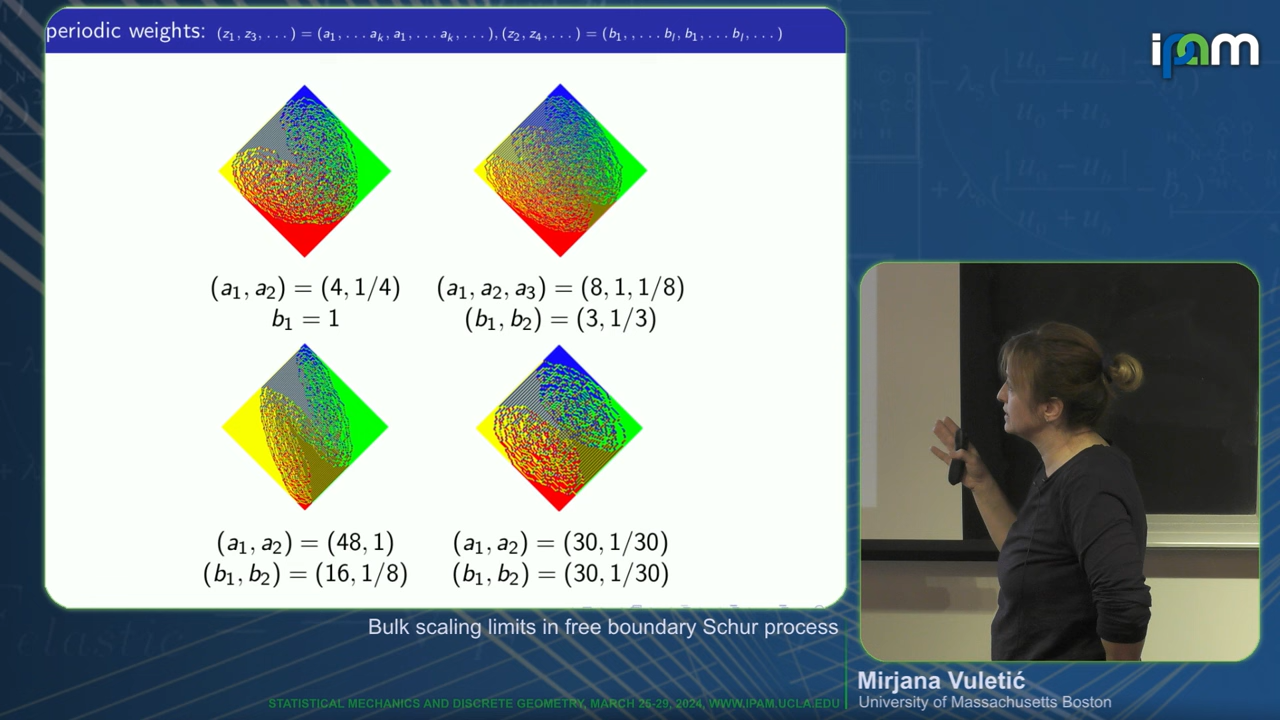 periodic weights: (z₁, z₃, . . . ) = (a₁, . . . aₖ, a₁, . . . aₖ, . . . ), (z₂, z₄, . . . ) = (b₁, , . . . bₗ, b₁, . . . bₗ, . . . )
ipam
(a₁, a₂) = (4, 1/4)
b₁ = 1
(a₁, a₂, a₃) = (8, 1, 1/8)
(b₁, b₂) = (3, 1/3)
(a₁, a₂) = (48, 1)
(b₁, b₂) = (16, 1/8)
(a₁, a₂) = (30, 1/30)
(b₁, b₂) = (30, 1/30)
Bulk scaling limits in free boundary Schur process
Mirjana Vuletić
University of Massachusetts Boston
STATISTICAL MECHANICS AND DISCRETE GEOMETRY, MARCH 25-29, 2024, WWW.IPAM.UCLA.EDU
elastic